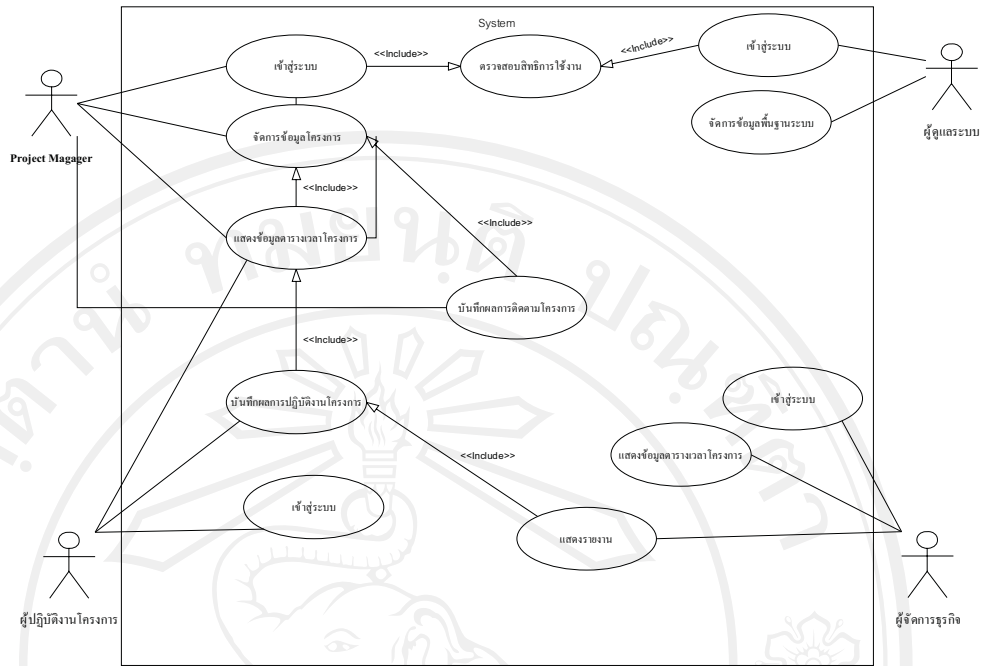 System
เข้าสู่ระบบ
<<Include>>
ตรวจสอบสิทธิการใช้งาน
<<Include>>
เข้าสู่ระบบ
Project Magager
จัดการข้อมูลโครงการ
จัดการข้อมูลพื้นฐานระบบ
ผู้ดูแลระบบ
<<Include>>
<<Include>>
แสดงข้อมูลตารางเวลาโครงการ
บันทึกผลการติดตามโครงการ
<<Include>>
บันทึกผลการปฏิบัติงานโครงการ
เข้าสู่ระบบ
<<Include>>
แสดงข้อมูลตารางเวลาโครงการ
เข้าสู่ระบบ
แสดงรายงาน
ผู้ปฏิบัติงานโครงการ
ผู้จัดการธุรกิจ